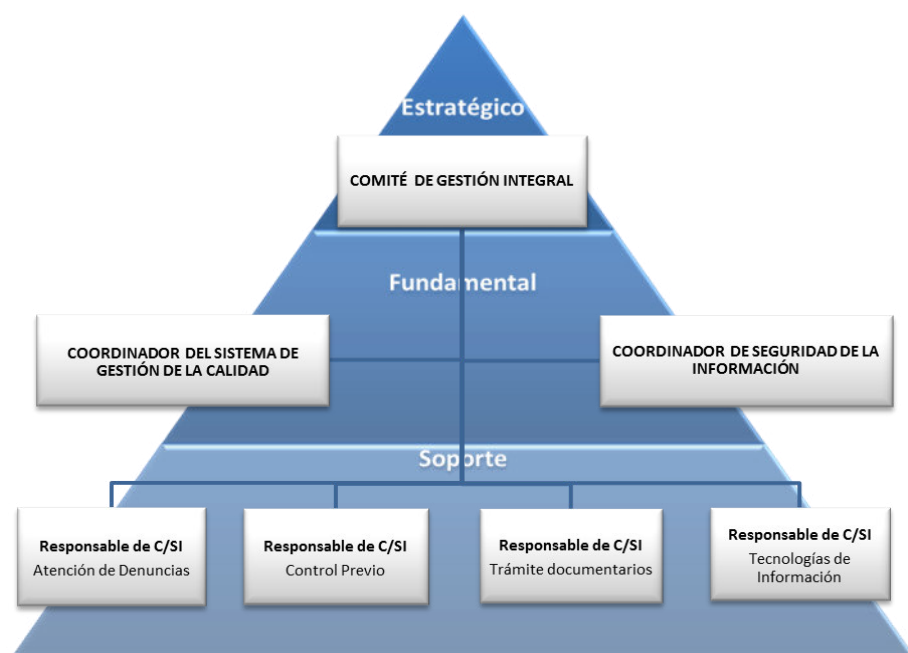 Estratégico
COMITÉ DE GESTIÓN INTEGRAL
Fundamental
COORDINADOR DEL SISTEMA DE
GESTIÓN DE LA CALIDAD
COORDINADOR DE SEGURIDAD DE LA
INFORMACIÓN
Soporte
Responsable de C/SI
Atención de Denuncias
Responsable de C/SI
Control Previo
Responsable de C/SI
Trámite documentarios
Responsable de C/SI
Tecnologías de
Información